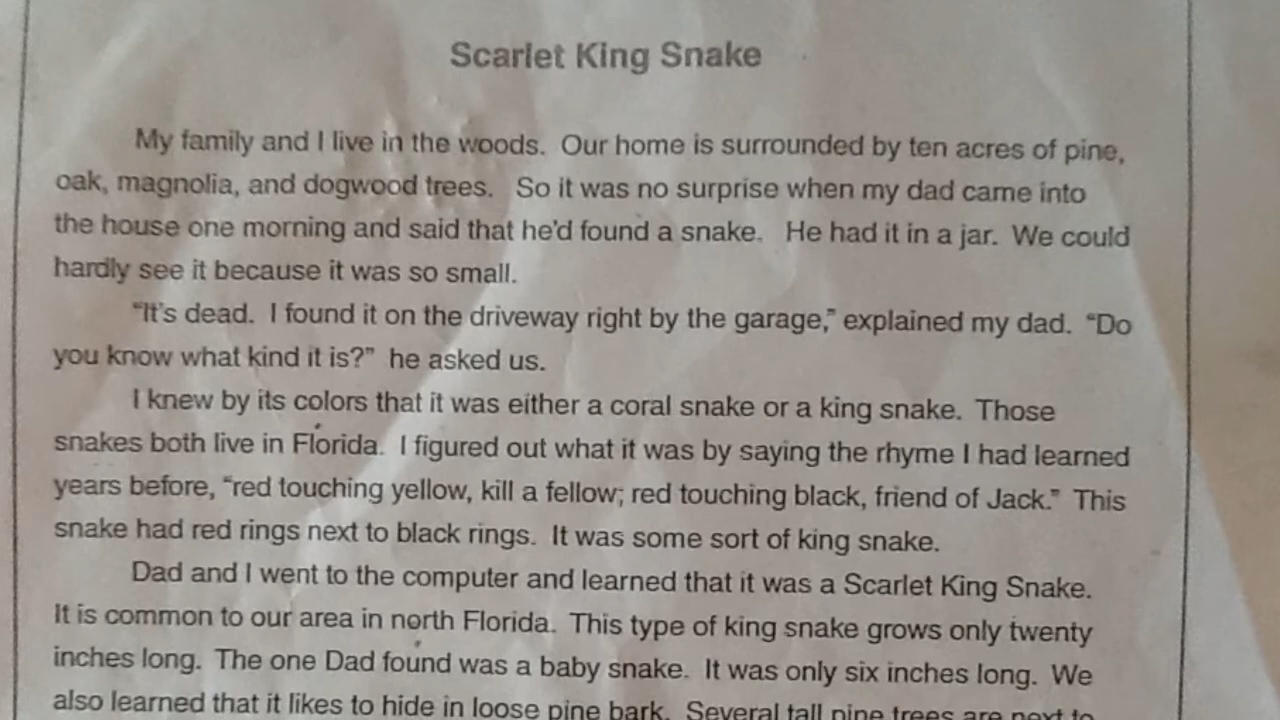 Scarlet King Snake
My family and I live in the woods. Our home is surrounded by ten acres of pine,
oak, magnolia, and dogwood trees. So it was no surprise when my dad came into
the house one morning and said that he'd found a snake. He had it in a jar. We could
hardly see it because it was so small.
“It's dead. I found it on the driveway right by the garage,” explained my dad. “Do
you know what kind it is?” he asked us.
I knew by its colors that it was either a coral snake or a king snake. Those
snakes both live in Florida. I figured out what it was by saying the rhyme I had learned
years before, “red touching yellow, kill a fellow; red touching black, friend of Jack.” This
snake had red rings next to black rings. It was some sort of king snake.
Dad and I went to the computer and learned that it was a Scarlet King Snake.
It is common to our area in north Florida. This type of king snake grows only twenty
inches long. The one Dad found was a baby snake. It was only six inches long. We
also learned that it likes to hide in loose pine bark. Several tall pine trees are next to